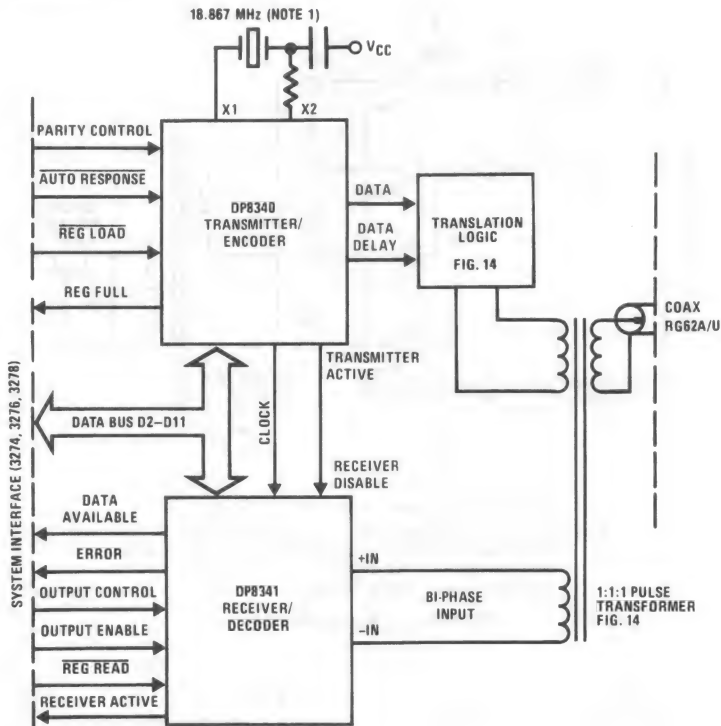 18.867 MHz (NOTE 1)
VCC
X1
X2
PARITY CONTROL
AUTO RESPONSE
REG LOAD
REG FULL
DP8340
TRANSMITTER/
ENCODER
DATA
DATA
DELAY
TRANSLATION
LOGIC
FIG. 14
COAX
RG62A/U
TRANSMITTER
ACTIVE
DATA BUS D2–D11
CLOCK
RECEIVER
DISABLE
SYSTEM INTERFACE (3274, 3276, 3278)
DATA
AVAILABLE
ERROR
OUTPUT CONTROL
OUTPUT ENABLE
REG READ
RECEIVER ACTIVE
DP8341
RECEIVER/
DECODER
+IN
BI-PHASE
INPUT
–IN
1:1:1 PULSE
TRANSFORMER
FIG. 14